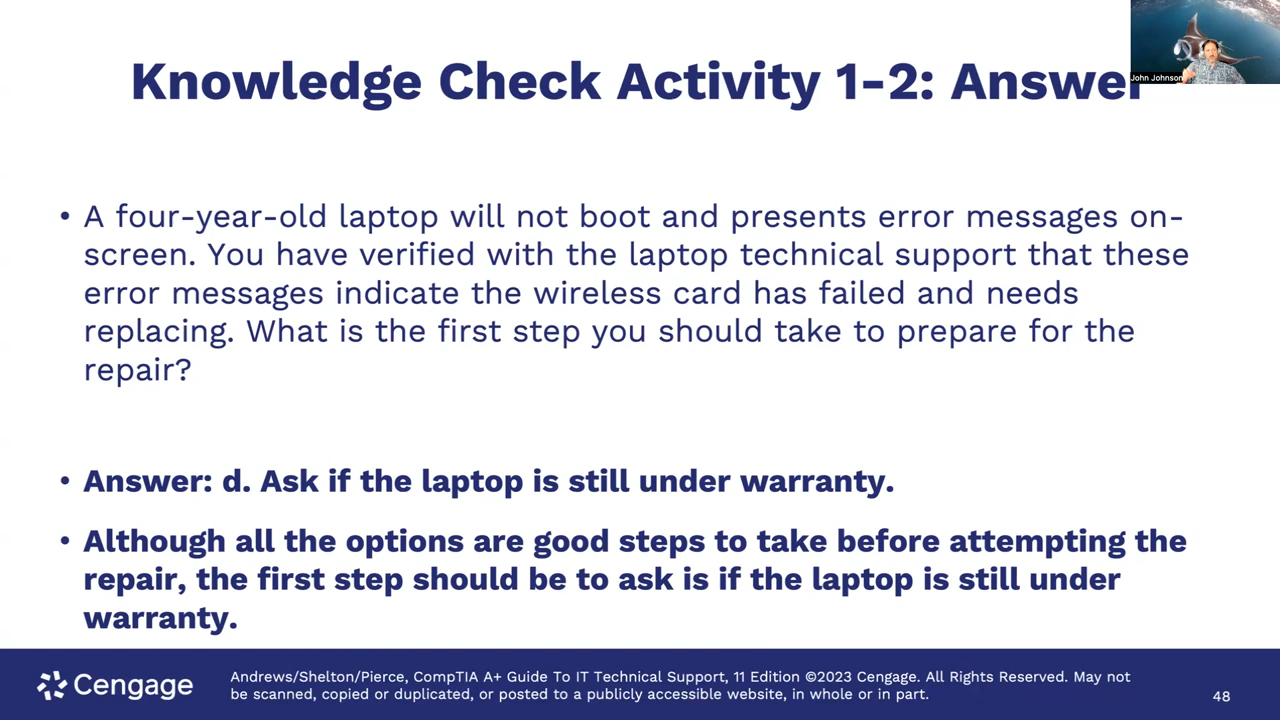 John Johnson
Knowledge Check Activity 1-2: Answer
• A four-year-old laptop will not boot and presents error messages on-
screen. You have verified with the laptop technical support that these
error messages indicate the wireless card has failed and needs
replacing. What is the first step you should take to prepare for the
repair?
• Answer: d. Ask if the laptop is still under warranty.
• Although all the options are good steps to take before attempting the
repair, the first step should be to ask is if the laptop is still under
warranty.
Cengage
Andrews/Shelton/Pierce, CompTIA A+ Guide To IT Technical Support, 11 Edition ©2023 Cengage. All Rights Reserved. May not
be scanned, copied or duplicated, or posted to a publicly accessible website, in whole or in part.
48